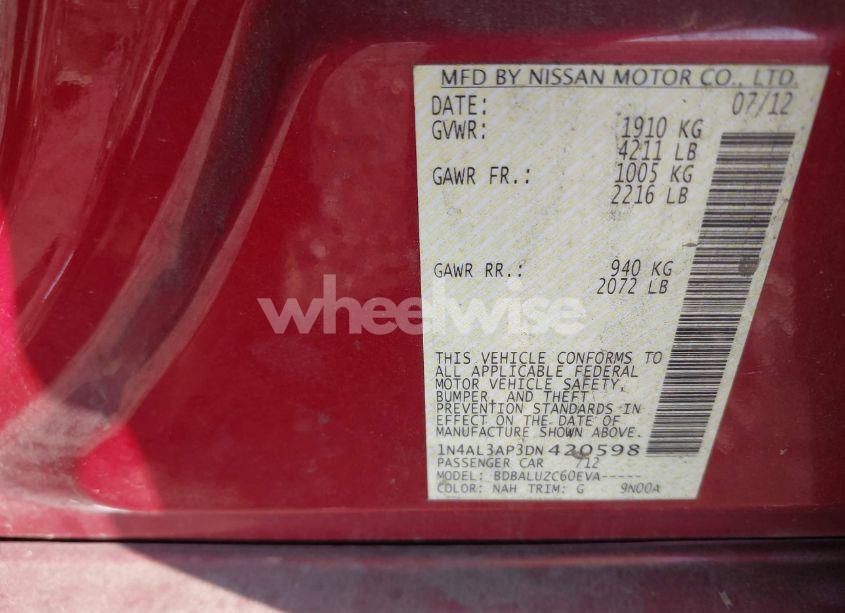 MFD BY NISSAN MOTOR CO., LTD.
DATE: 07/12
GVWR: 1910 KG
4211 LB
GAWR FR.: 1005 KG
2216 LB
GAWR RR.: 940 KG
2072 LB
wheelwise
THIS VEHICLE CONFORMS TO
ALL APPLICABLE FEDERAL
MOTOR VEHICLE SAFETY,
BUMPER, AND THEFT
PREVENTION STANDARDS IN
EFFECT ON THE DATE OF
MANUFACTURE SHOWN ABOVE.
1N4AL3AP3DN420598
PASSENGER CAR /12
MODEL: BDBALUZC60EVA-----
COLOR: NAH TRIM: G 9N00A